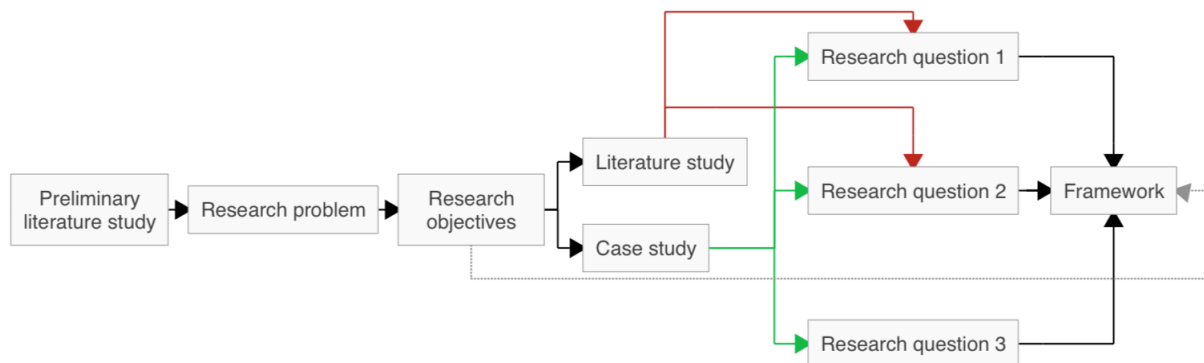 Preliminary
literature study
Research problem
Research
objectives
Literature study
Case study
Research question 1
Research question 2
Research question 3
Framework